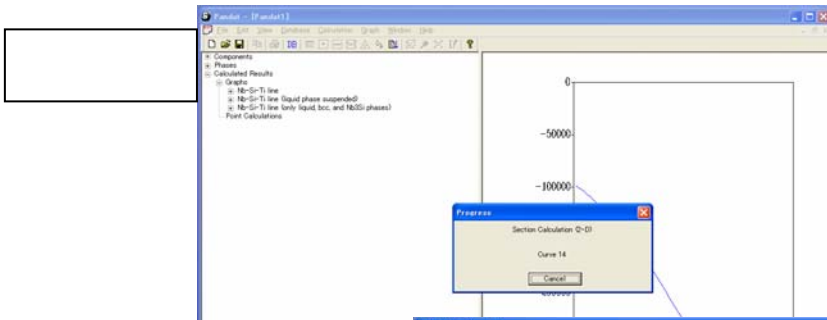 Pandat - [Pandat1]
File Edit View Database Calculation Graph Window Help
Components
Phases
Calculated Results
Graphs
Nb-Si-Ti line
Nb-Si-Ti line (liquid phase suspended)
Nb-Si-Ti line (only liquid, bcc, and Nb3Si phases)
Point Calculations
0
-50000
-100000
Progress
Section Calculation (2-D)
Curve 14
Cancel